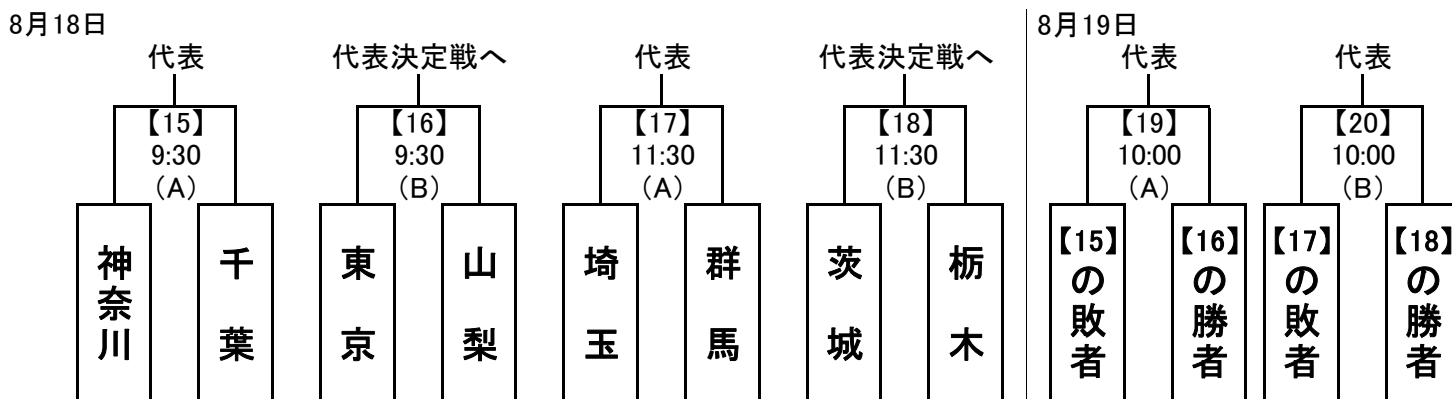 8月18日
8月19日
代表
代表決定戦へ
代表
代表決定戦へ
代表
代表
【15】
9:30
（A）
【16】
9:30
（B）
【17】
11:30
（A）
【18】
11:30
（B）
【19】
10:00
（A）
【20】
10:00
（B）
神奈川
千葉
東京
山梨
埼玉
群馬
茨城
栃木
【15】の敗者
【16】の勝者
【17】の敗者
【18】の勝者